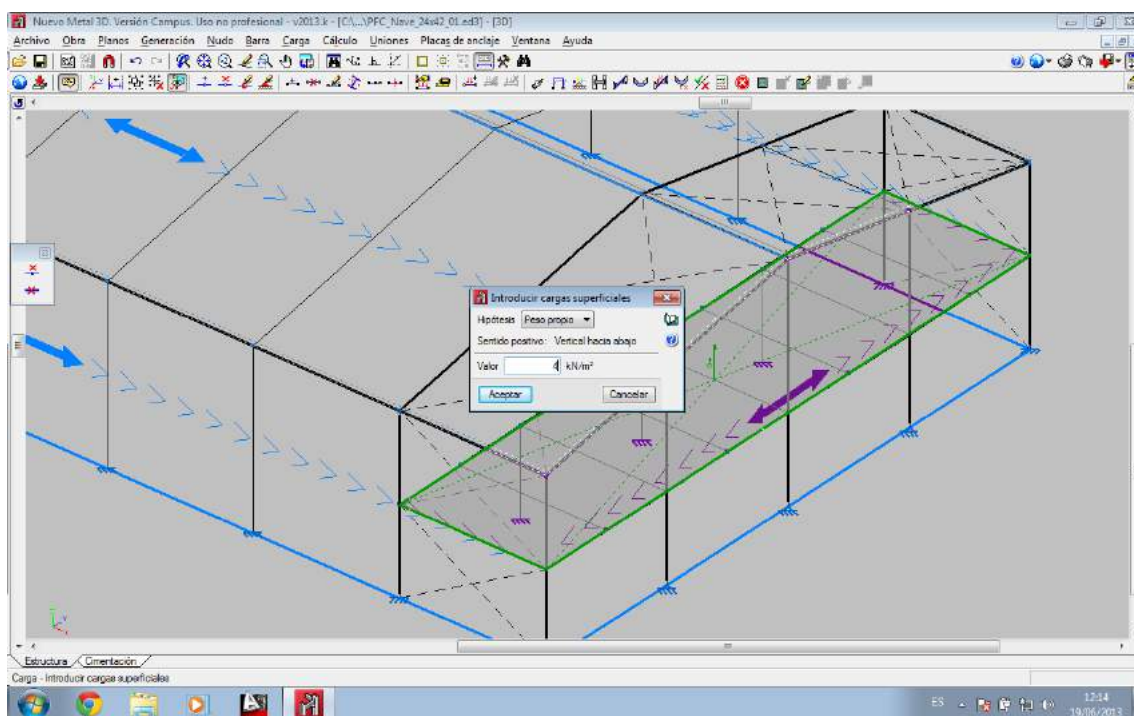 Nuevo Metal 3D. Versión Campus. Uso no profesional - v2013.k - [C:\...\PFC_Nave_24x42_01.ed3] - [3D]
Archivo Obra Planos Generación Nudo Barra Carga Cálculo Uniones Placas de anclaje Ventana Ayuda
Introducir cargas superficiales
Hipótesis Peso propio
Sentido positivo: Vertical hacia abajo
Valor 4 kN/m²
Aceptar Cancelar
Estructura Cimentación
Carga - Introducir cargas superficiales
ES 12:14
19/06/2013